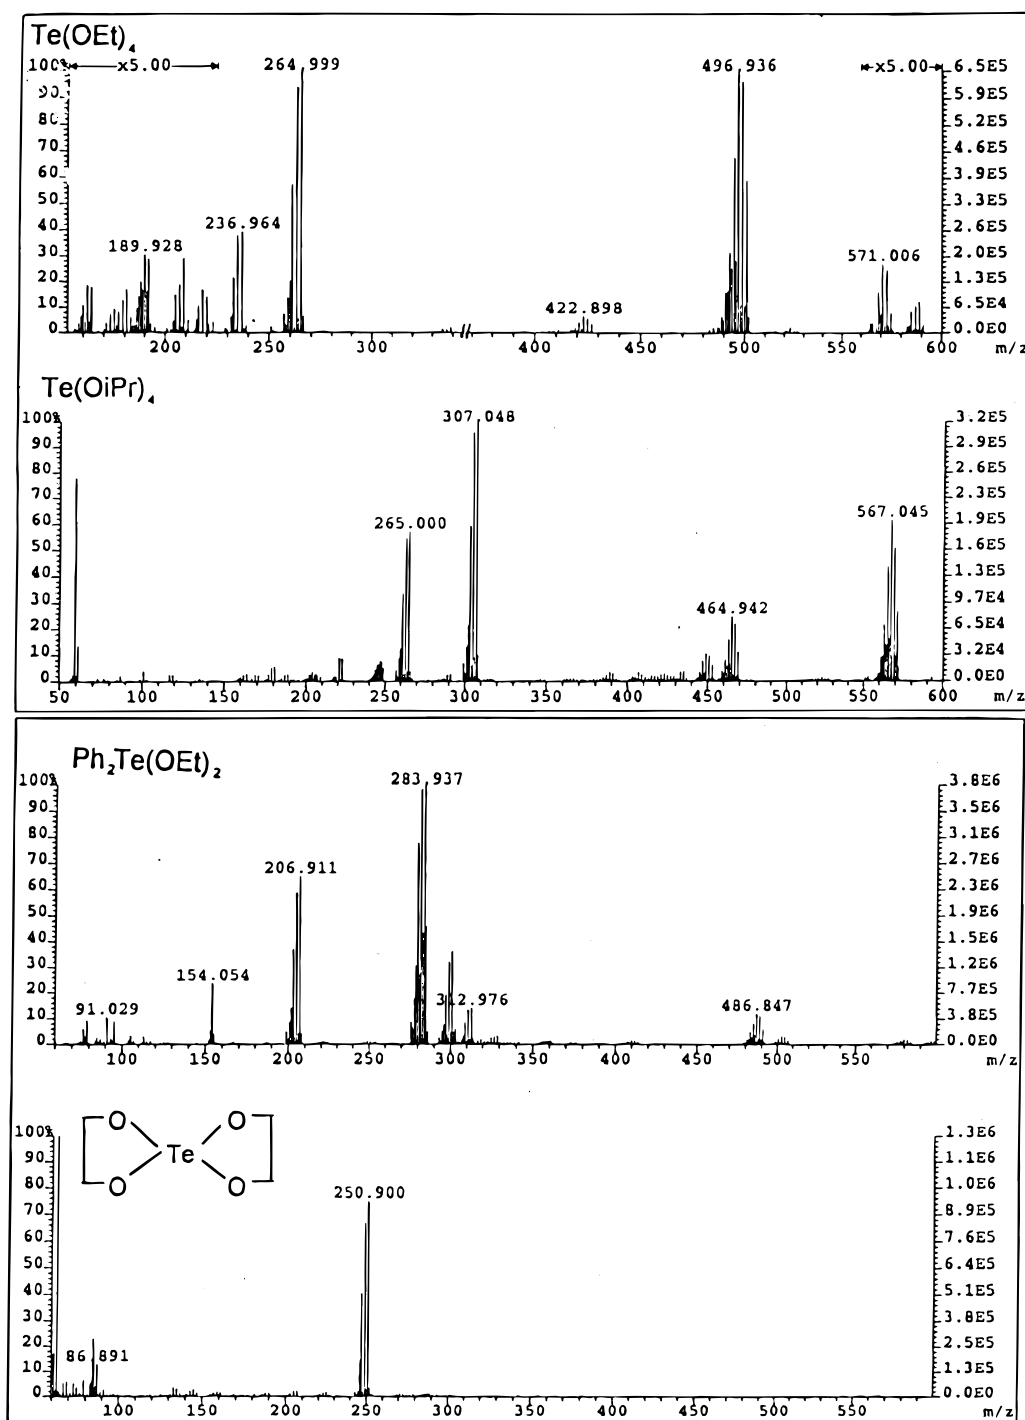 Te(OEt)₄
100% x5.00 264.999 496.936 x5.00 6.5E5
90 5.9E5
80 5.2E5
70 4.6E5
60 3.9E5
50 3.3E5
40 236.964 2.6E5
30 189.928 571.006 2.0E5
20 1.3E5
10 422.898 6.5E4
0 0.0E0
200 250 300 400 450 500 550 600 m/z
Te(OiPr)₄
100% 307.048 3.2E5
90 2.9E5
80 2.6E5
70 2.3E5
60 265.000 567.045 1.9E5
50 1.6E5
40 1.3E5
30 464.942 9.7E4
20 6.5E4
10 3.2E4
0 0.0E0
50 100 150 200 250 300 350 400 450 500 550 600
m/z
Ph₂Te(OEt)₂
100% 283.937 3.8E6
90 3.5E6
80 3.1E6
70 206.911 2.7E6
60 2.3E6
50 1.9E6
40 1.5E6
30 154.054 1.2E6
20 91.029 312.976 486.847 7.7E5
10 3.8E5
0 0.0E0
100 150 200 250 300 350 400 450 500 550 m/z
O O
100% 1.3E6
90 Te 1.1E6
80 O O 1.0E6
70 250.900 8.9E5
60 7.6E5
50 6.4E5
40 5.1E5
30 3.8E5
20 86.891 2.5E5
10 1.3E5
0 0.0E0
100 150 200 250 300 350 400 450 500 550 m/z